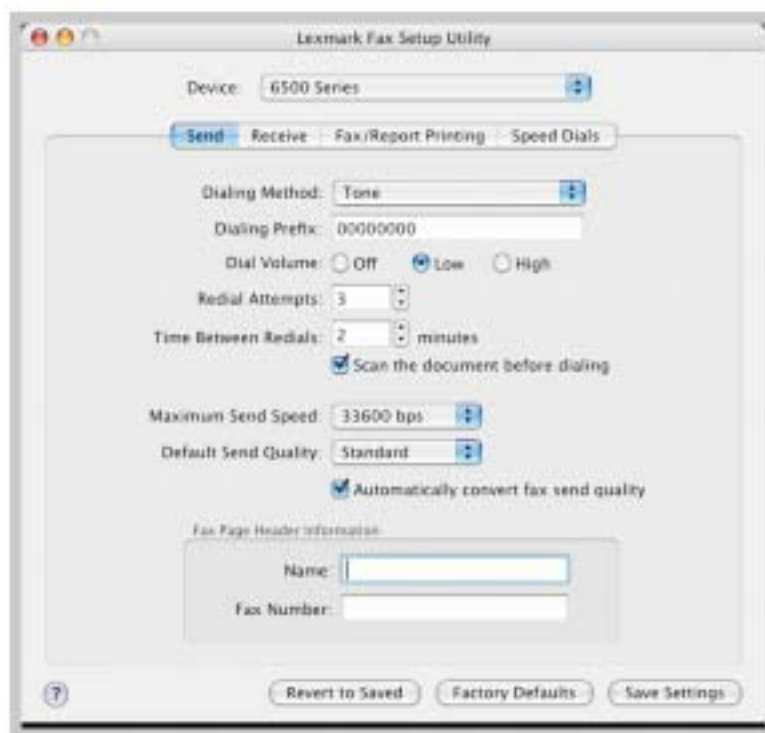 Lexmark Fax Setup Utility
Device: 6500 Series
Send Receive Fax/Report Printing Speed Dials
Dialing Method: Tone
Dialing Prefix: 00000000
Dial Volume: Off Low High
Redial Attempts: 3
Time Between Redials: 2 minutes
Scan the document before dialing
Maximum Send Speed: 33600 bps
Default Send Quality: Standard
Automatically convert fax send quality
Fax Page Header Information
Name:
Fax Number:
? Revert to Saved Factory Defaults Save Settings